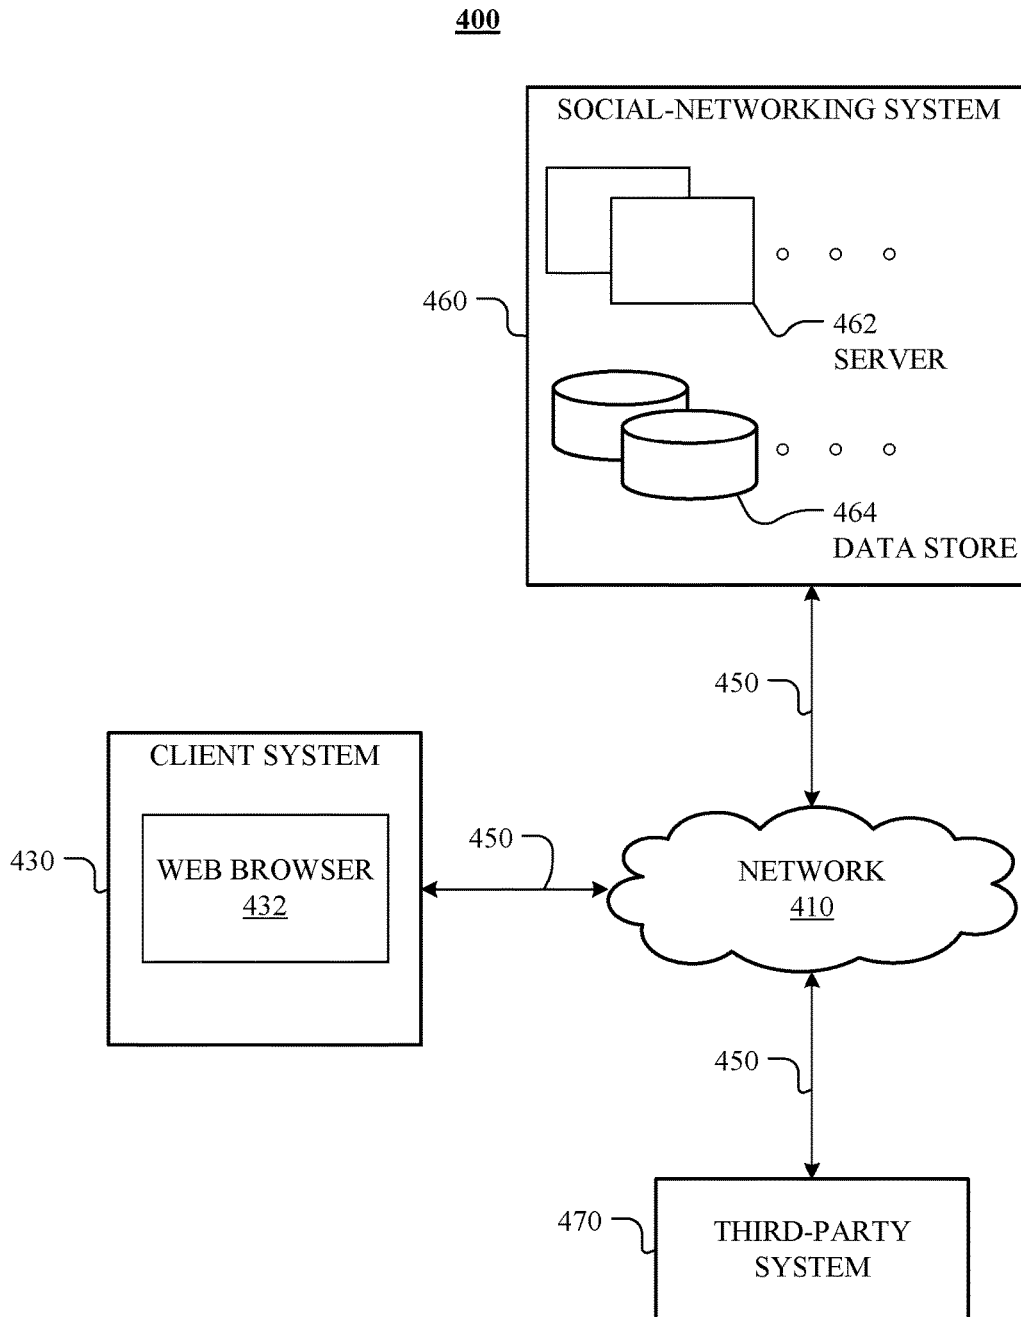 400
SOCIAL-NETWORKING SYSTEM
460
462
SERVER
464
DATA STORE
450
CLIENT SYSTEM
430
WEB BROWSER
432
450
NETWORK
410
450
470
THIRD-PARTY
SYSTEM